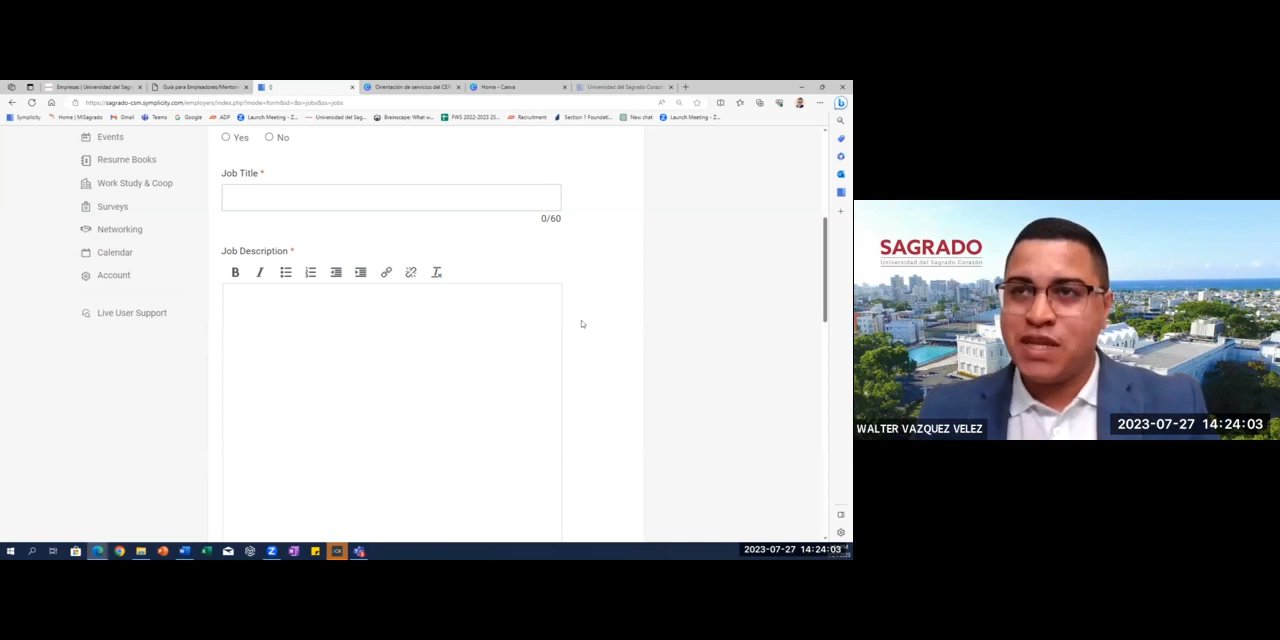 Empresas | Universidad del Sagr
Guía para Empleadores/Mentore
Orientación de servicios del CEP
Home - Canva
Universidad del Sagrado Corazó
https://sagrado-csm.symplicity.com/employers/index.php?mode=form&id=&s=jobs&ss=jobs
Symplicity
Home | MiSagrado
Gmail
Teams
Google
ADP
Launch Meeting - Z...
Universidad del Sag...
Brainscape: What w...
FWS 2022-2023 2S...
Recruitment
Section 1 Foundati...
New chat
Launch Meeting - Z...
Events
Resume Books
Work Study & Coop
Surveys
Networking
Calendar
Account
Live User Support
Yes No
Job Title *
0/60
Job Description *
B I
2023-07-27 14:24:03
SAGRADO
Universidad del Sagrado Corazón
WALTER VAZQUEZ VELEZ
2023-07-27 14:24:03